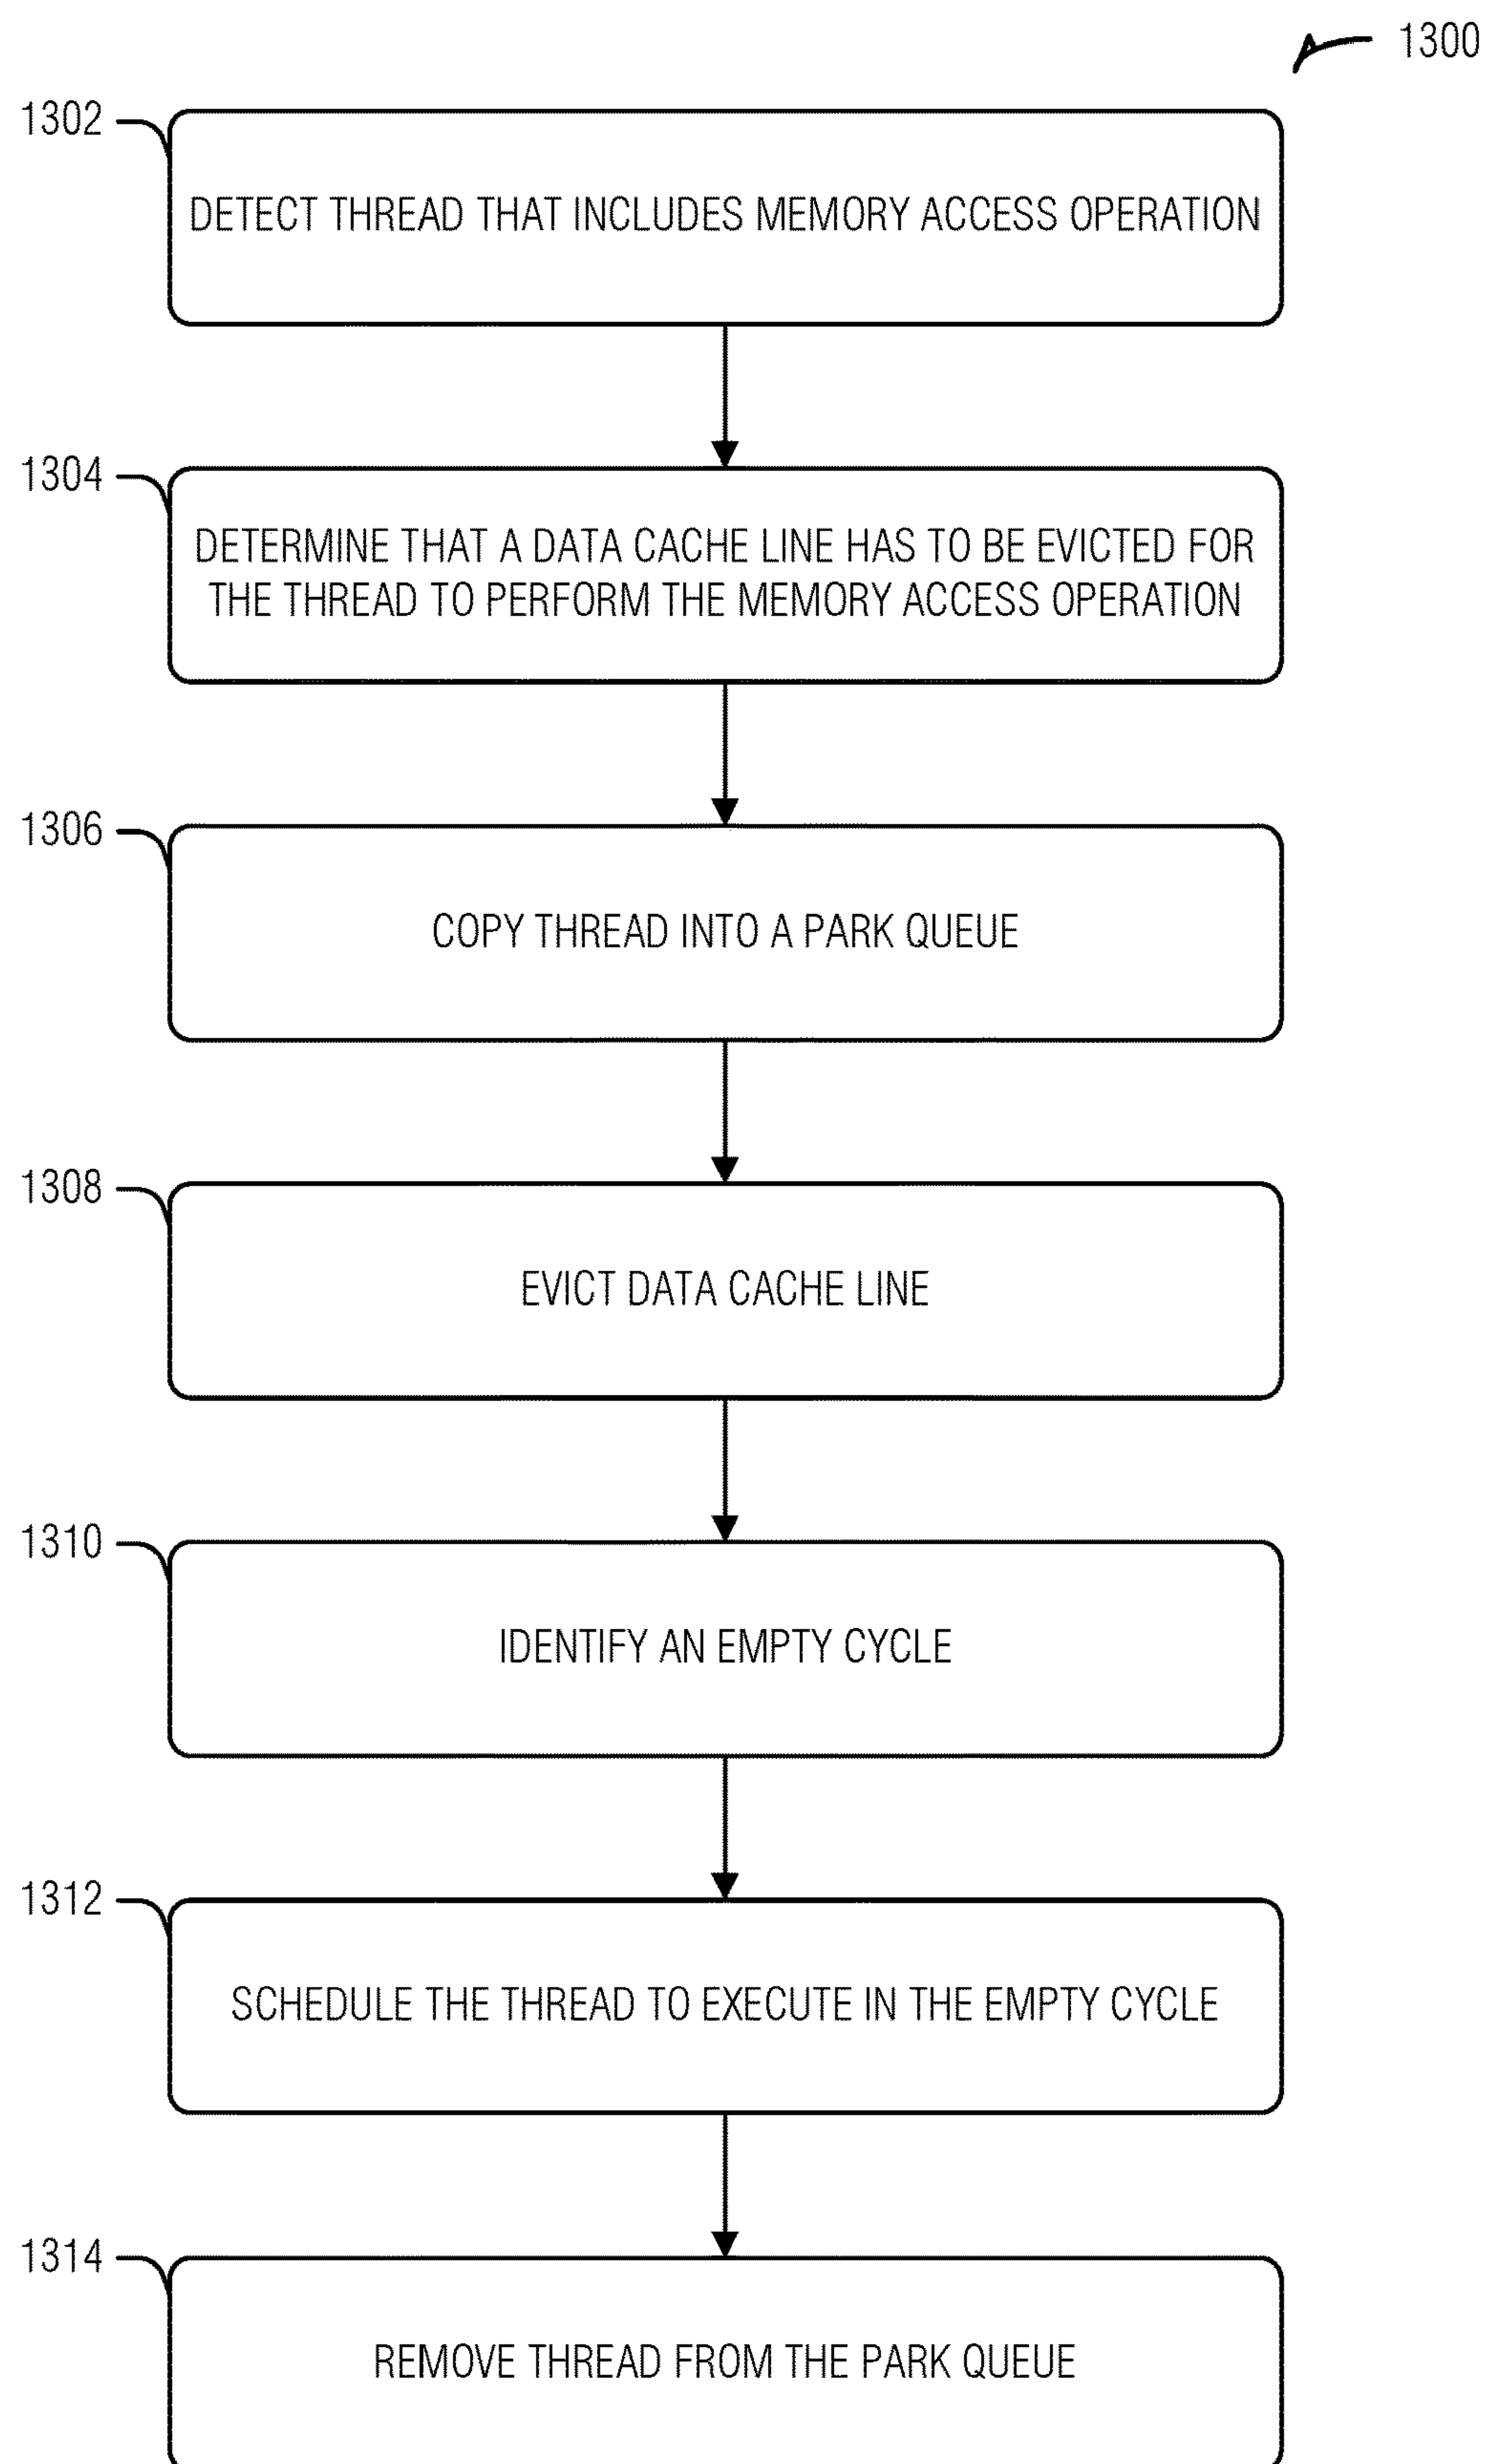 1300
1302
DETECT THREAD THAT INCLUDES MEMORY ACCESS OPERATION
1304
DETERMINE THAT A DATA CACHE LINE HAS TO BE EVICTED FOR
THE THREAD TO PERFORM THE MEMORY ACCESS OPERATION
1306
COPY THREAD INTO A PARK QUEUE
1308
EVICT DATA CACHE LINE
1310
IDENTIFY AN EMPTY CYCLE
1312
SCHEDULE THE THREAD TO EXECUTE IN THE EMPTY CYCLE
1314
REMOVE THREAD FROM THE PARK QUEUE